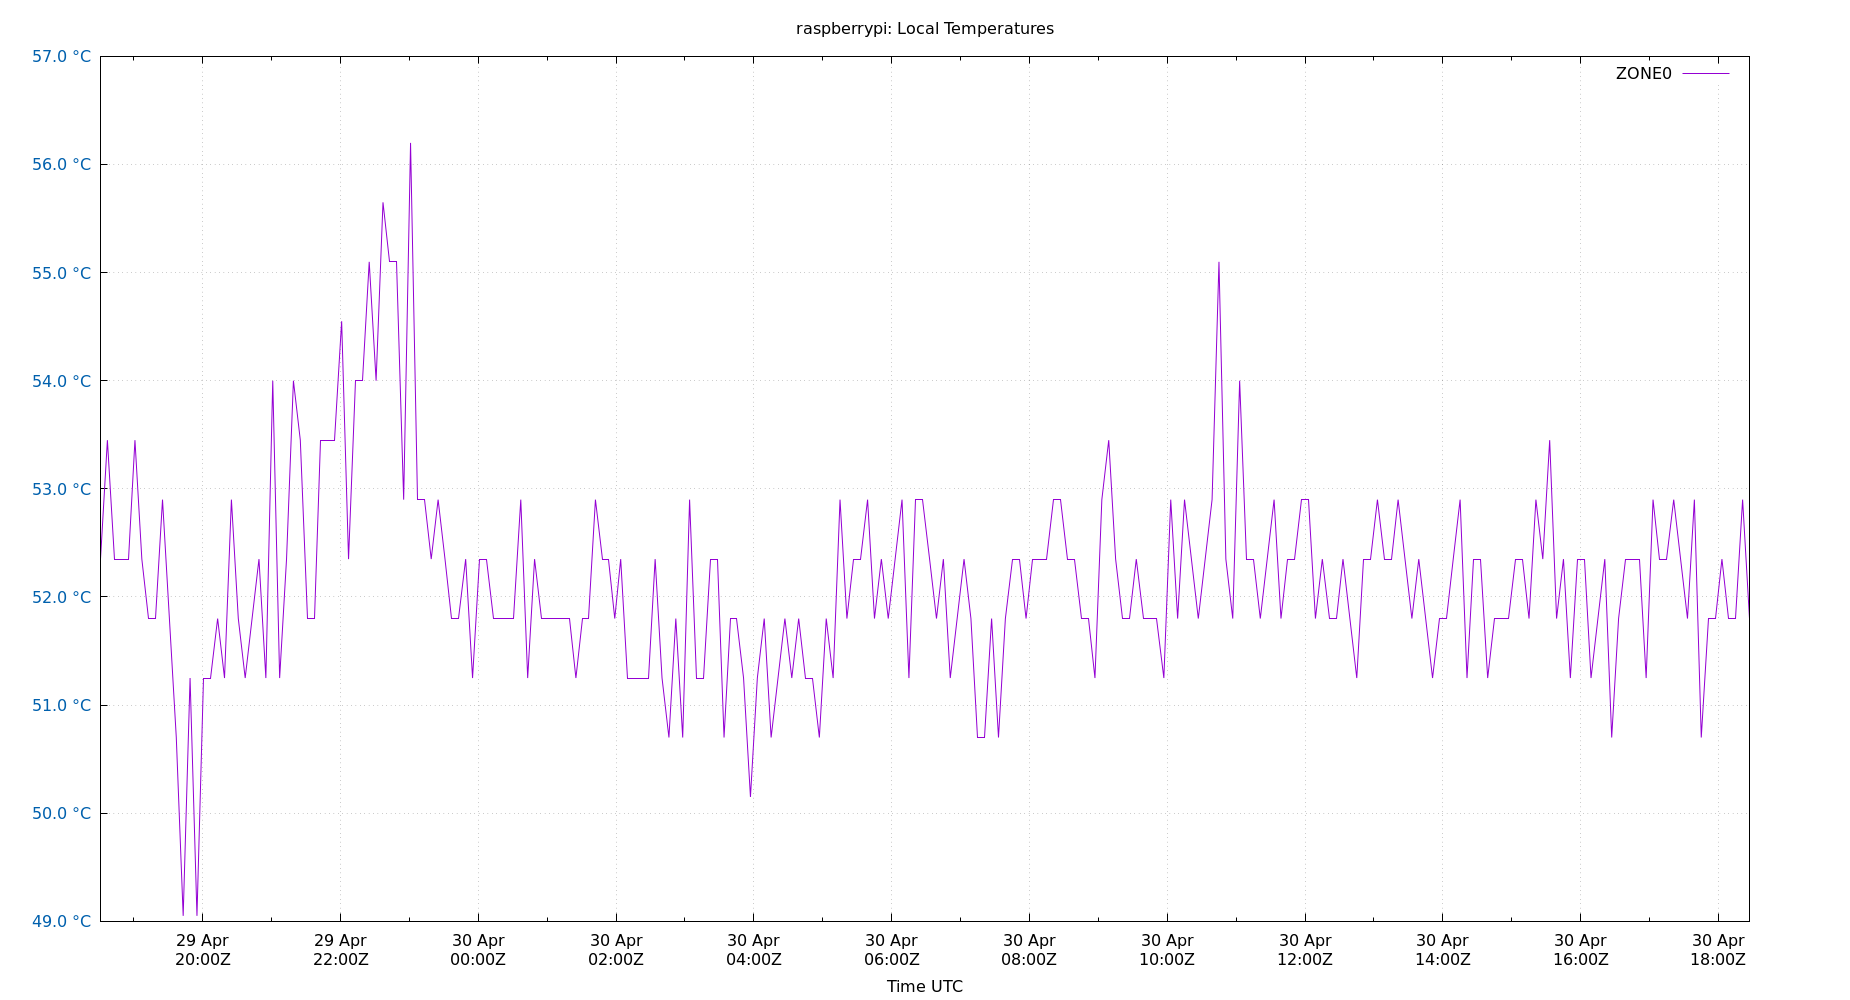 raspberrypi: Local Temperatures
57.0 °C
ZONE0
56.0 °C
55.0 °C
54.0 °C
53.0 °C
52.0 °C
51.0 °C
50.0 °C
49.0 °C
29 Apr 29 Apr 30 Apr 30 Apr 30 Apr 30 Apr 30 Apr 30 Apr 30 Apr 30 Apr 30 Apr 30 Apr
20:00Z 22:00Z 00:00Z 02:00Z 04:00Z 06:00Z 08:00Z 10:00Z 12:00Z 14:00Z 16:00Z 18:00Z
Time UTC